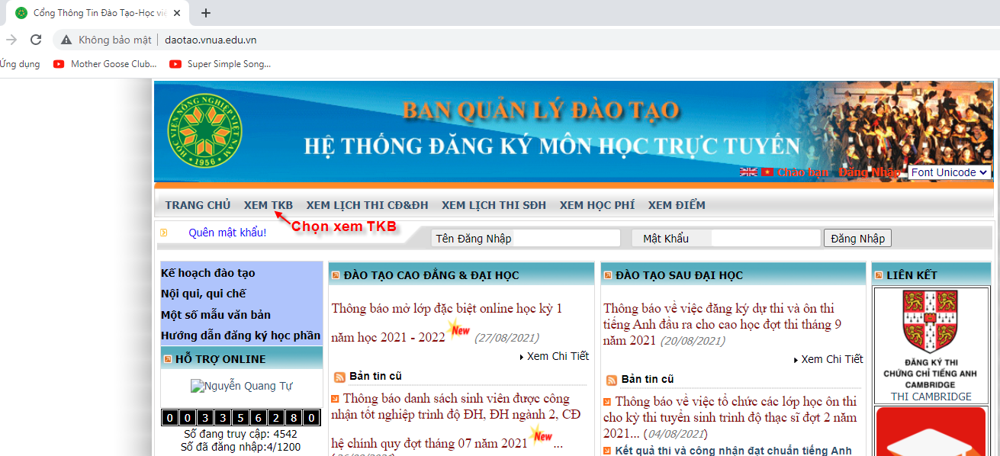 Cổng Thông Tin Đào Tạo-Học viê
Không bảo mật | daotao.vnua.edu.vn
Ứng dụng Mother Goose Club... Super Simple Song...
HỌC VIỆN NÔNG NGHIỆP VIỆT NAM
1956
BAN QUẢN LÝ ĐÀO TẠO
HỆ THỐNG ĐĂNG KÝ MÔN HỌC TRỰC TUYẾN
Chào bạn Đăng Nhập Font Unicode
TRANG CHỦ XEM TKB XEM LỊCH THI CĐ&ĐH XEM LỊCH THI SĐH XEM HỌC PHÍ XEM ĐIỂM
Chọn xem TKB
Quên mật khẩu! Tên Đăng Nhập Mật Khẩu Đăng Nhập
Kế hoạch đào tạo
Nội qui, qui chế
Một số mẫu văn bản
Hướng dẫn đăng ký học phần
HỖ TRỢ ONLINE
Nguyễn Quang Tự
0 0 3 3 5 6 2 8 0
Số đang truy cập: 4542
Số đã đăng nhập:4/1200
ĐÀO TẠO CAO ĐẲNG & ĐẠI HỌC
Thông báo mở lớp đặc biệt online học kỳ 1
năm học 2021 - 2022 New (27/08/2021)
Xem Chi Tiết
Bản tin cũ
Thông báo danh sách sinh viên được công
nhận tốt nghiệp trình độ ĐH, ĐH ngành 2, CĐ
hệ chính quy đợt tháng 07 năm 2021 New ...
ĐÀO TẠO SAU ĐẠI HỌC
Thông báo về việc đăng ký dự thi và ôn thi
tiếng Anh đầu ra cho cao học đợt thi tháng 9
năm 2021 (20/08/2021)
Xem Chi Tiết
Bản tin cũ
Thông báo về việc tổ chức các lớp học ôn thi
cho kỳ thi tuyển sinh trình độ thạc sĩ đợt 2 năm
2021... (04/08/2021)
Kết quả thi và công nhận đạt chuẩn tiếng Anh
LIÊN KẾT
ĐĂNG KÝ THI
CHỨNG CHỈ TIẾNG ANH
CAMBRIDGE
THI CAMBRIDGE